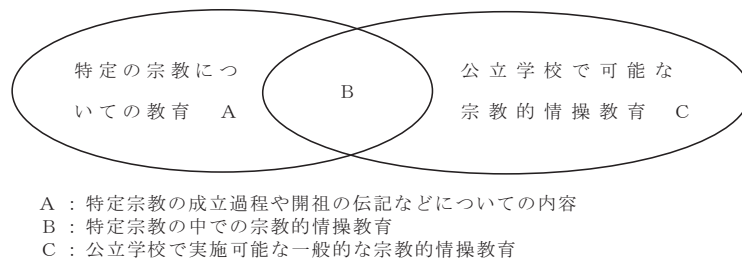 特定の宗教につ
いての教育 A
B
公立学校で可能な
宗教的情操教育 C
A : 特定宗教の成立過程や開祖の伝記などについての内容
B : 特定宗教の中での宗教的情操教育
C : 公立学校で実施可能な一般的な宗教的情操教育